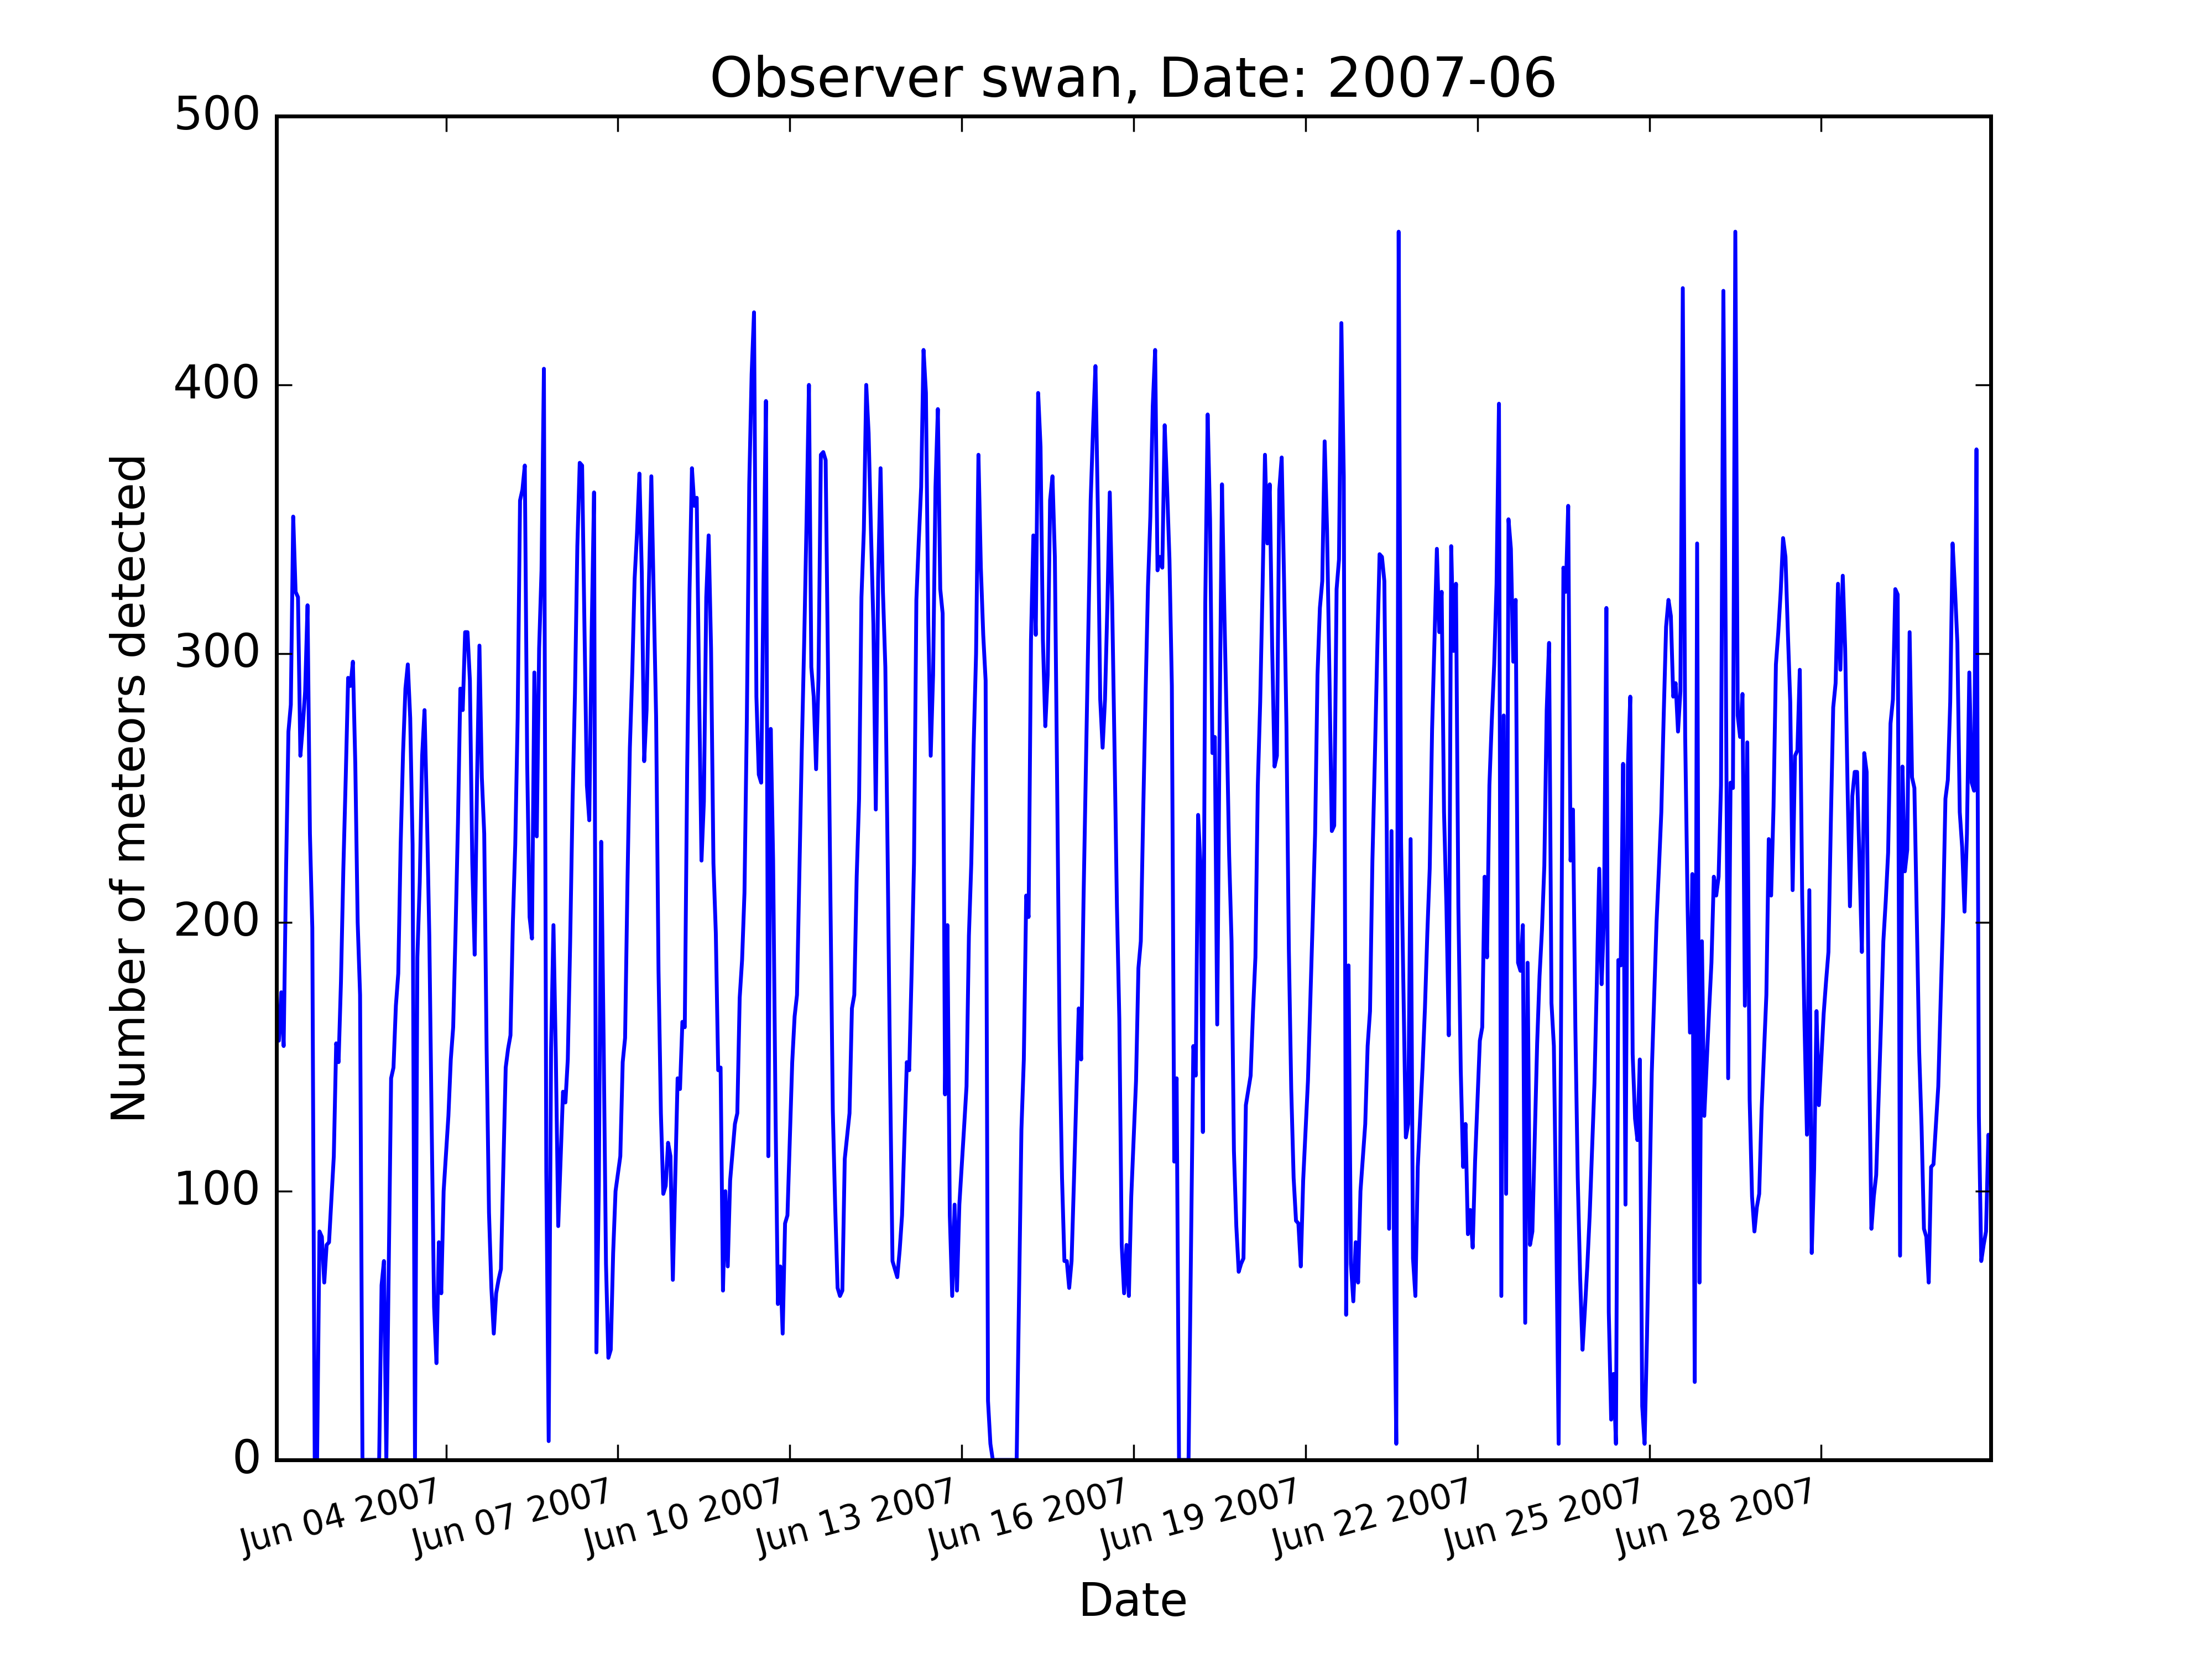 Observer swan, Date: 2007-06
500
400
300
200
100
0
Number of meteors detected
Jun 04 2007
Jun 07 2007
Jun 10 2007
Jun 13 2007
Jun 16 2007
Jun 19 2007
Jun 22 2007
Jun 25 2007
Jun 28 2007
Date